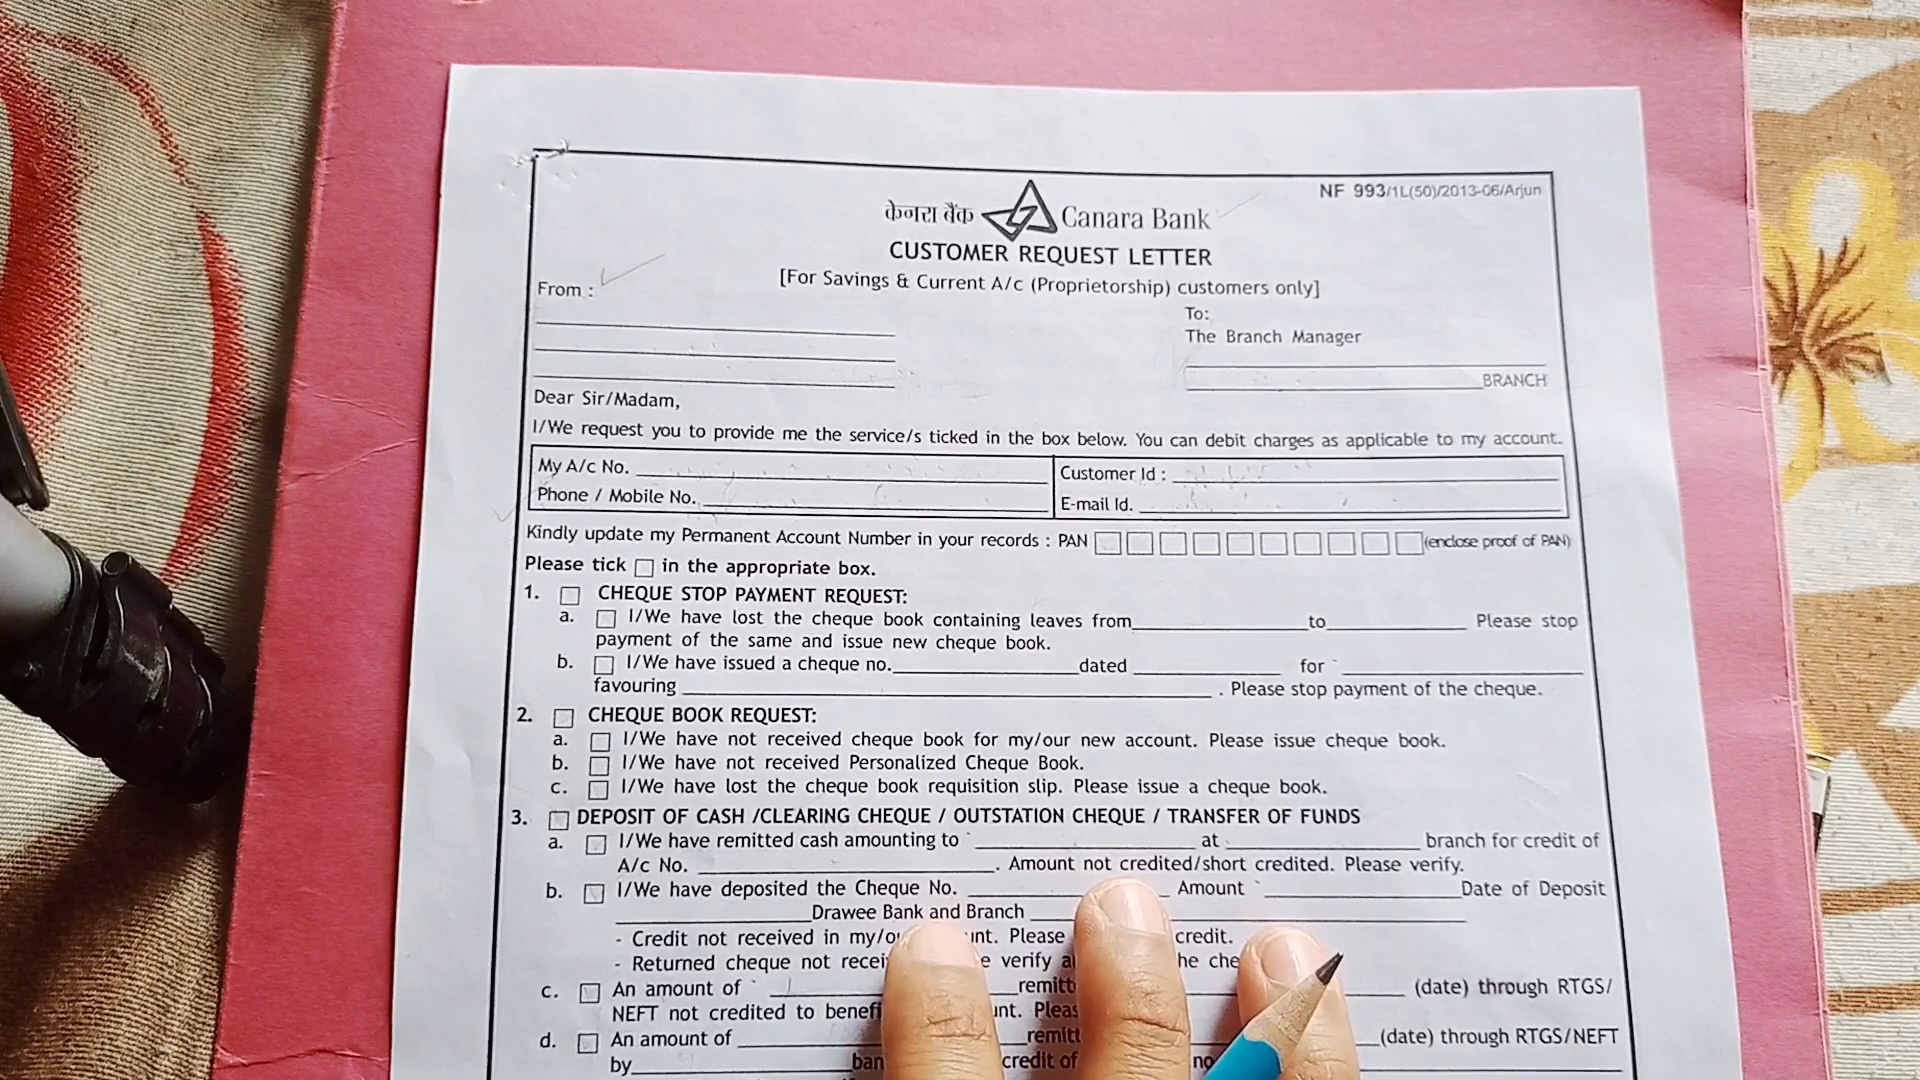 NF 993/1L(50)/2013-06/Arjun
केनरा बैंक Canara Bank
CUSTOMER REQUEST LETTER
[For Savings & Current A/c (Proprietorship) customers only]
From :
To:
The Branch Manager
BRANCH
Dear Sir/Madam,
I/We request you to provide me the service/s ticked in the box below. You can debit charges as applicable to my account.
My A/c No. Customer Id :
Phone / Mobile No. E-mail Id.
Kindly update my Permanent Account Number in your records : PAN (enclose proof of PAN)
Please tick in the appropriate box.
1. CHEQUE STOP PAYMENT REQUEST:
a. I/We have lost the cheque book containing leaves from to Please stop
payment of the same and issue new cheque book.
b. I/We have issued a cheque no. dated for `
favouring . Please stop payment of the cheque.
2. CHEQUE BOOK REQUEST:
a. I/We have not received cheque book for my/our new account. Please issue cheque book.
b. I/We have not received Personalized Cheque Book.
c. I/We have lost the cheque book requisition slip. Please issue a cheque book.
3. DEPOSIT OF CASH /CLEARING CHEQUE / OUTSTATION CHEQUE / TRANSFER OF FUNDS
a. I/We have remitted cash amounting to ` at branch for credit of
A/c No. . Amount not credited/short credited. Please verify.
b. I/We have deposited the Cheque No. Amount ` Date of Deposit
Drawee Bank and Branch
- Credit not received in my/ Please credit.
- Returned cheque not verify
c. An amount of ` (date) through RTGS/
NEFT not credited to
d. An amount of (date) through RTGS/NEFT
by credit of